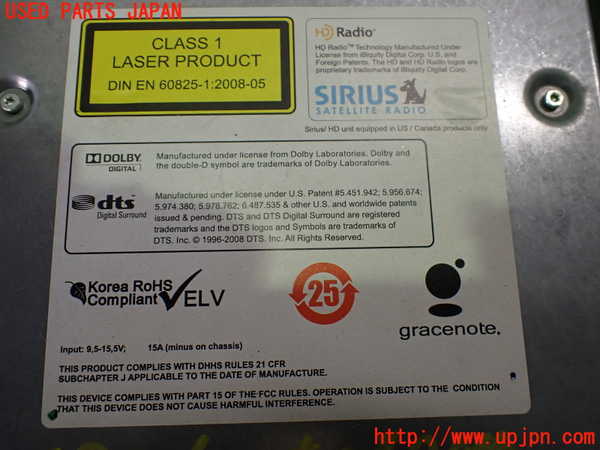 USED PARTS JAPAN
CLASS 1
LASER PRODUCT
DIN EN 60825-1:2008-05
HD Radio™
HD Radio™ Technology Manufactured Under
License from iBiquity Digital Corp. U.S. and
Foreign Patents. The HD and HD Radio logos are
proprietary trademarks of iBiquity Digital Corp.
SIRIUS
SATELLITE RADIO
Sirius/ HD unit equipped in US / Canada products only
DOLBY
DIGITAL
Manufactured under license from Dolby Laboratories. Dolby and
the double-D symbol are trademarks of Dolby Laboratories.
dts
Digital Surround
Manufactured under license under U.S. Patent #5.451.942; 5.956.674;
5.974.380; 5.978.762; 6.487.535 & other U.S. and worldwide patents
issued & pending. DTS and DTS Digital Surround are registered
trademarks and the DTS logos and Symbols are trademarks of
DTS. Inc. © 1996-2008 DTS. Inc. All Rights Reserved.
Korea RoHS
Compliant
ELV
25
gracenote.
Input: 9,5-15,5V; 15A (minus on chassis)
THIS PRODUCT COMPLIES WITH DHHS RULES 21 CFR
SUBCHAPTER J APPLICABLE TO THE DATE OF MANUFACTURE.
THIS DEVICE COMPLIES WITH PART 15 OF THE FCC RULES. OPERATION IS SUBJECT TO THE CONDITION
THAT THIS DEVICE DOES NOT CAUSE HARMFUL INTERFERENCE.
http://www.upjpn.com/